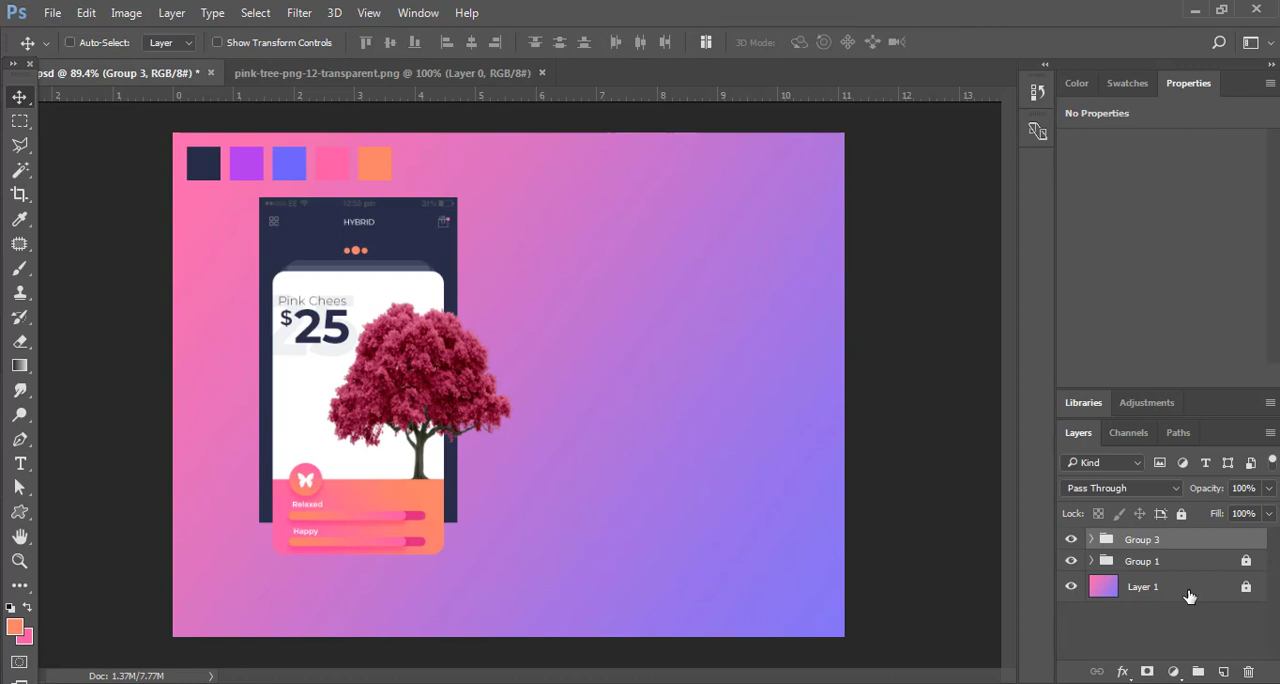 Ps File Edit Image Layer Type Select Filter 3D View Window Help
Auto-Select: Layer Show Transform Controls 3D Mode:
psd @ 89.4% (Group 3, RGB/8#) * × pink-tree-png-12-transparent.png @ 100% (Layer 0, RGB/8#) ×
2 1 0 1 2 3 4 5 6 7 8 9 10 11 12 13
Color Swatches Properties
No Properties
HYBRID
Pink Chees
$25
25
Relaxed
Happy
Libraries Adjustments
Layers Channels Paths
Kind
Pass Through Opacity: 100%
Lock: Fill: 100%
Group 3
Group 1
Layer 1
Doc: 1.37M/7.77M